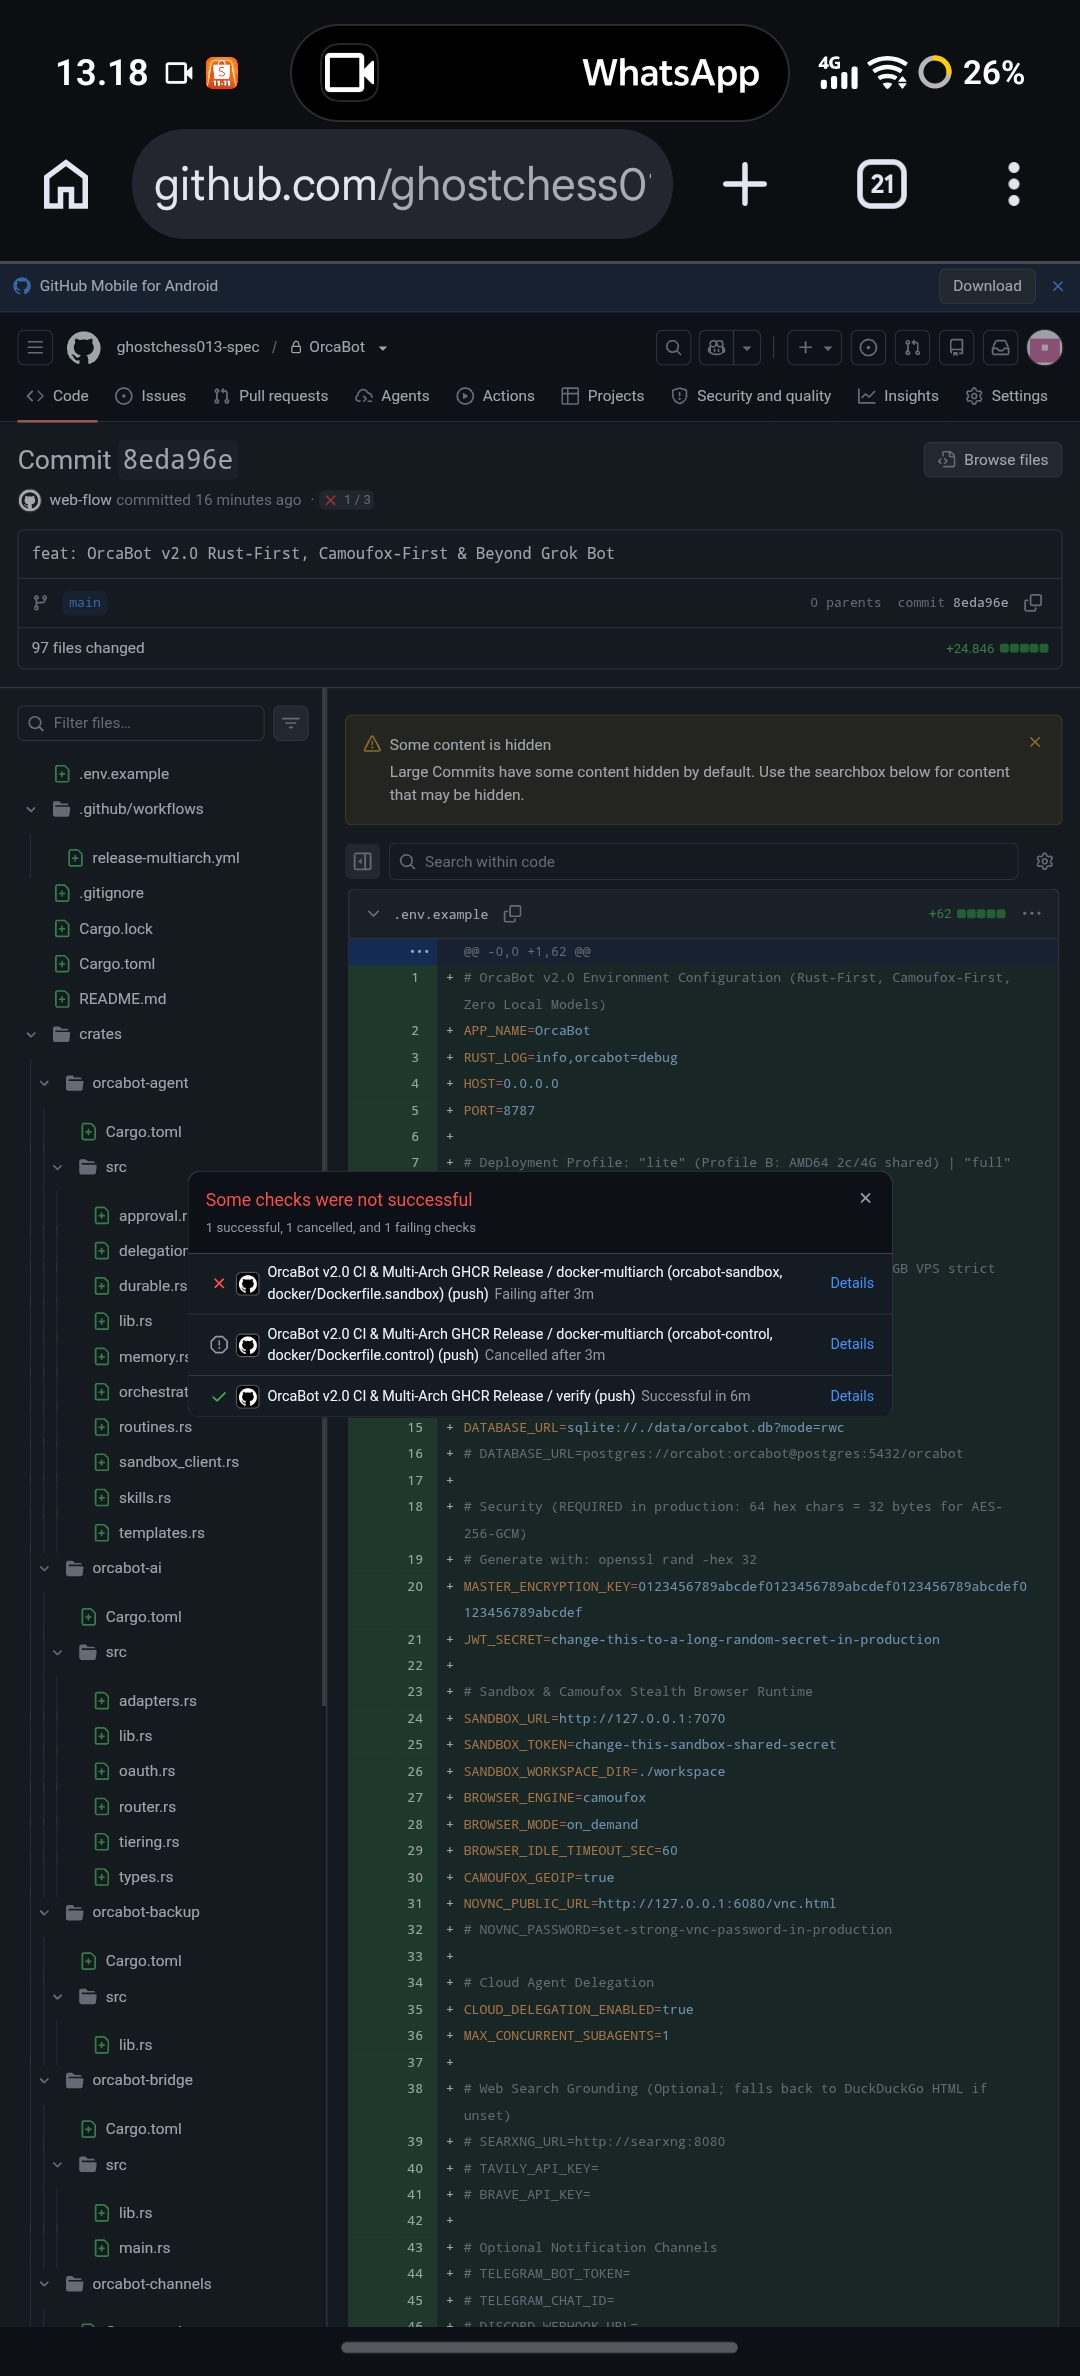 13.18
WhatsApp
4G
26%
github.com/ghostchess0
21
GitHub Mobile for Android
Download
ghostchess013-spec / OrcaBot
Code
Issues
Pull requests
Agents
Actions
Projects
Security and quality
Insights
Settings
Commit 8eda96e
Browse files
web-flow committed 16 minutes ago · 1 / 3
feat: OrcaBot v2.0 Rust-First, Camoufox-First & Beyond Grok Bot
main
0 parents commit 8eda96e
97 files changed
+24.846
Filter files...
.env.example
.github/workflows
release-multiarch.yml
.gitignore
Cargo.lock
Cargo.toml
README.md
crates
orcabot-agent
Cargo.toml
src
approval.r
delegation
durable.rs
lib.rs
memory.rs
orchestrat
routines.rs
sandbox_client.rs
skills.rs
templates.rs
orcabot-ai
Cargo.toml
src
adapters.rs
lib.rs
oauth.rs
router.rs
tiering.rs
types.rs
orcabot-backup
Cargo.toml
src
lib.rs
orcabot-bridge
Cargo.toml
src
lib.rs
main.rs
orcabot-channels
Some content is hidden
Large Commits have some content hidden by default. Use the searchbox below for content
that may be hidden.
Search within code
.env.example
+62
@@ -0,0 +1,62 @@
1 + # OrcaBot v2.0 Environment Configuration (Rust-First, Camoufox-First,
Zero Local Models)
2 + APP_NAME=OrcaBot
3 + RUST_LOG=info,orcabot=debug
4 + HOST=0.0.0.0
5 + PORT=8787
6 +
7 + # Deployment Profile: "lite" (Profile B: AMD64 2c/4G shared) | "full"
GB VPS strict
Some checks were not successful
1 successful, 1 cancelled, and 1 failing checks
OrcaBot v2.0 CI & Multi-Arch GHCR Release / docker-multiarch (orcabot-sandbox,
docker/Dockerfile.sandbox) (push) Failing after 3m
Details
OrcaBot v2.0 CI & Multi-Arch GHCR Release / docker-multiarch (orcabot-control,
docker/Dockerfile.control) (push) Cancelled after 3m
Details
OrcaBot v2.0 CI & Multi-Arch GHCR Release / verify (push) Successful in 6m
Details
15 + DATABASE_URL=sqlite://./data/orcabot.db?mode=rwc
16 + # DATABASE_URL=postgres://orcabot:orcabot@postgres:5432/orcabot
17 +
18 + # Security (REQUIRED in production: 64 hex chars = 32 bytes for AES-
256-GCM)
19 + # Generate with: openssl rand -hex 32
20 + MASTER_ENCRYPTION_KEY=0123456789abcdef0123456789abcdef0123456789abcdef0
123456789abcdef
21 + JWT_SECRET=change-this-to-a-long-random-secret-in-production
22 +
23 + # Sandbox & Camoufox Stealth Browser Runtime
24 + SANDBOX_URL=http://127.0.0.1:7070
25 + SANDBOX_TOKEN=change-this-sandbox-shared-secret
26 + SANDBOX_WORKSPACE_DIR=./workspace
27 + BROWSER_ENGINE=camoufox
28 + BROWSER_MODE=on_demand
29 + BROWSER_IDLE_TIMEOUT_SEC=60
30 + CAMOUFOX_GEOIP=true
31 + NOVNC_PUBLIC_URL=http://127.0.0.1:6080/vnc.html
32 + # NOVNC_PASSWORD=set-strong-vnc-password-in-production
33 +
34 + # Cloud Agent Delegation
35 + CLOUD_DELEGATION_ENABLED=true
36 + MAX_CONCURRENT_SUBAGENTS=1
37 +
38 + # Web Search Grounding (Optional; falls back to DuckDuckGo HTML if
unset)
39 + # SEARXNG_URL=http://searxng:8080
40 + # TAVILY_API_KEY=
41 + # BRAVE_API_KEY=
42 +
43 + # Optional Notification Channels
44 + # TELEGRAM_BOT_TOKEN=
45 + # TELEGRAM_CHAT_ID=
46 + # DISCORD_WEBHOOK_URL=